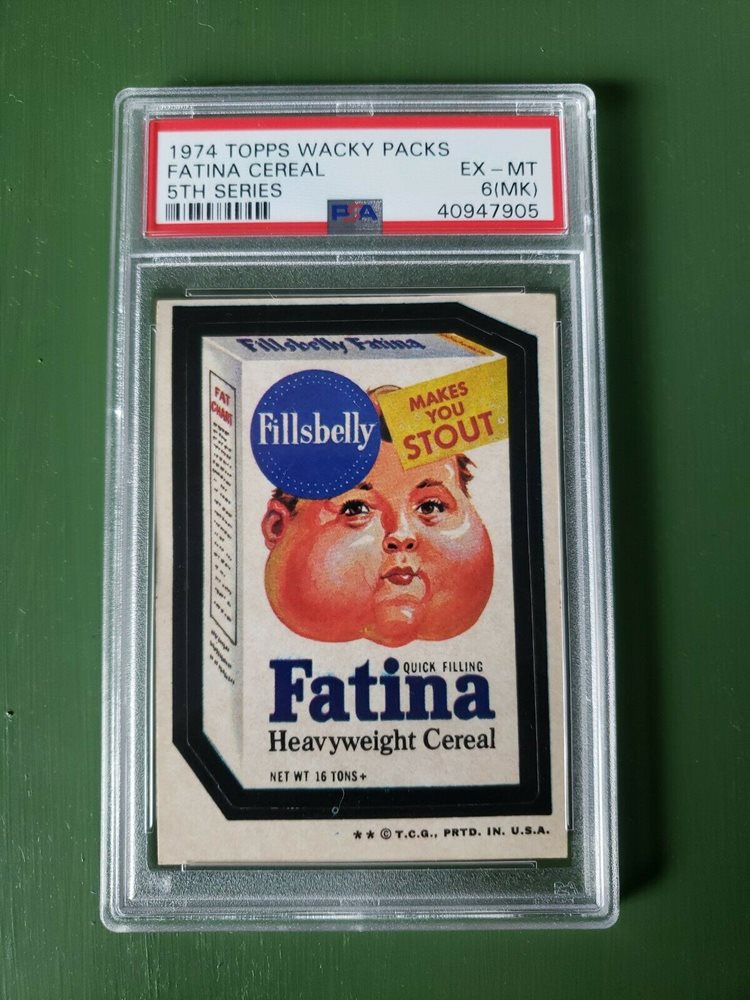 1974 TOPPS WACKY PACKS
FATINA CEREAL EX-MT
5TH SERIES 6(MK)
PSA 40947905
Fillsbelly Fatina
FAT
CHART
Fillsbelly
MAKES
YOU
STOUT
QUICK FILLING
Fatina
Heavyweight Cereal
NET WT 16 TONS+
** © T.C.G., PRTD. IN. U.S.A.